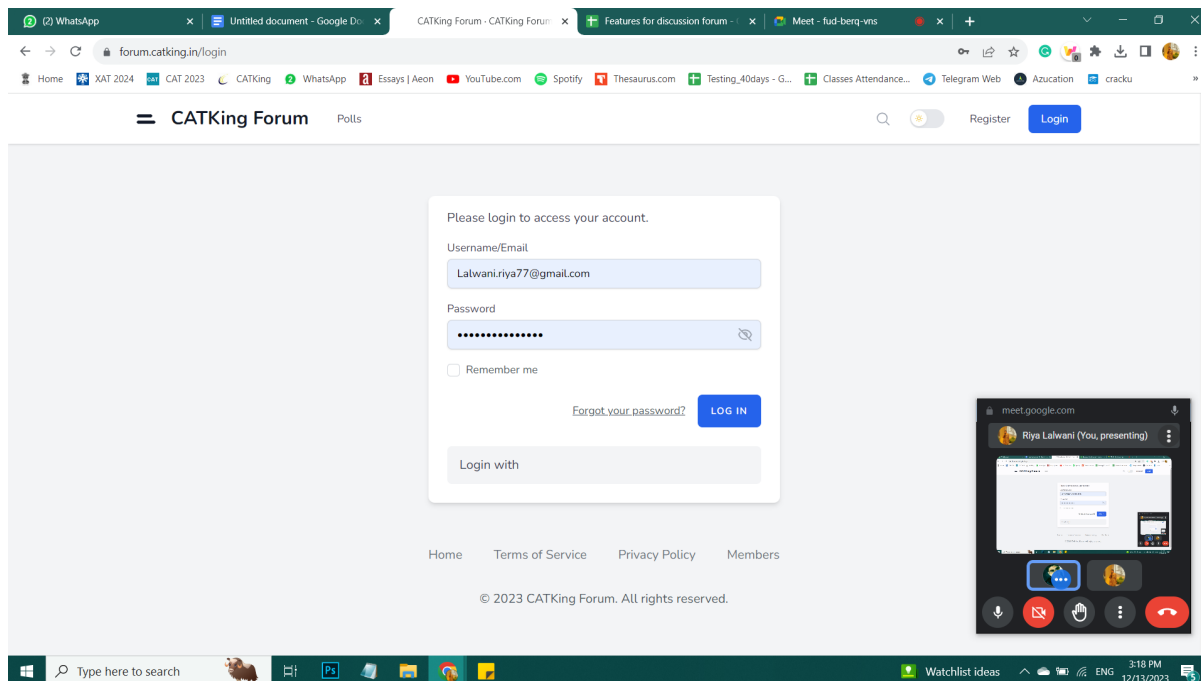 (2) WhatsApp
Untitled document - Google Do
CATKing Forum · CATKing Forum
Features for discussion forum -
Meet - fud-berq-vns
forum.catking.in/login
Home XAT 2024 CAT 2023 CATKing WhatsApp Essays | Aeon YouTube.com Spotify Thesaurus.com Testing_40days - G... Classes Attendance... Telegram Web Azucation cracku »
CATKing Forum Polls Register Login
Please login to access your account.
Username/Email
Lalwani.riya77@gmail.com
Password
•••••••••••••••
Remember me
Forgot your password? LOG IN
Login with
meet.google.com
Riya Lalwani (You, presenting)
Home Terms of Service Privacy Policy Members
© 2023 CATKing Forum. All rights reserved.
Type here to search Ps Watchlist ideas ENG 3:18 PM
12/13/2023 5